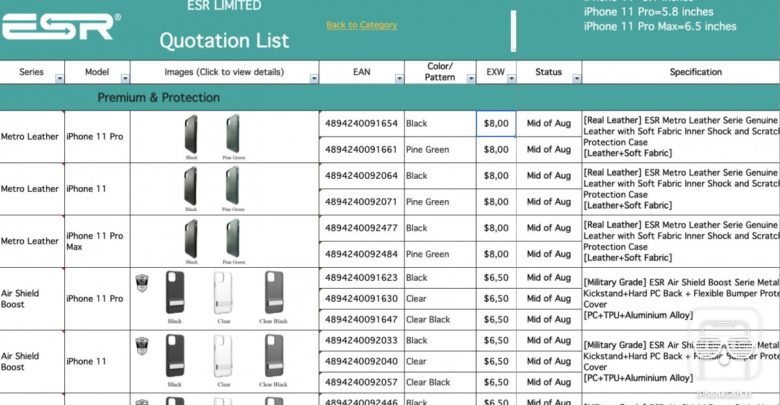 ESR LIMITED
ESR®
Quotation List
Back to Category
iPhone 11 Pro=5.8 inches
iPhone 11 Pro Max=6.5 inches
Series Model Images (Click to view details) EAN Color/ Pattern EXW Status Specification
Premium & Protection
Metro Leather iPhone 11 Pro
Black Pine Green
4894240091654 Black $8,00 Mid of Aug
4894240091661 Pine Green $8,00 Mid of Aug
[Real Leather] ESR Metro Leather Serie Genuine
Leather with Soft Fabric Inner Shock and Scratch
Protection Case
[Leather+Soft Fabric]
Metro Leather iPhone 11
Black Pine Green
4894240092064 Black $8,00 Mid of Aug
4894240092071 Pine Green $8,00 Mid of Aug
[Real Leather] ESR Metro Leather Serie Genuine
Leather with Soft Fabric Inner Shock and Scratch
Protection Case
[Leather+Soft Fabric]
Metro Leather iPhone 11 Pro
Max
Black Pine Green
4894240092477 Black $8,00 Mid of Aug
4894240092484 Pine Green $8,00 Mid of Aug
[Real Leather] ESR Metro Leather Serie Genuine
Leather with Soft Fabric Inner Shock and Scratch
Protection Case
[Leather+Soft Fabric]
Air Shield
Boost
iPhone 11 Pro
Black Clear Clear Black
4894240091623 Black $6,50 Mid of Aug
4894240091630 Clear $6,50 Mid of Aug
4894240091647 Clear Black $6,50 Mid of Aug
[Military Grade] ESR Air Shield Boost Serie Metal
Kickstand+Hard PC Back + Flexible Bumper Prote
Cover
[PC+TPU+Aluminium Alloy]
Air Shield
Boost
iPhone 11
Black Clear Clear Black
4894240092033 Black $6,50 Mid of Aug
4894240092040 Clear $6,50 Mid of Aug
4894240092057 Clear Black $6,50 Mid of Aug
[Military Grade] ESR Air Shield Boost Serie Metal
Kickstand+Hard PC Back + Flexible Bumper Prote
Cover
[PC+TPU+Aluminium Alloy]
4894240092446 Black $6,50 Mid of Aug
iPhoneSoft.fr